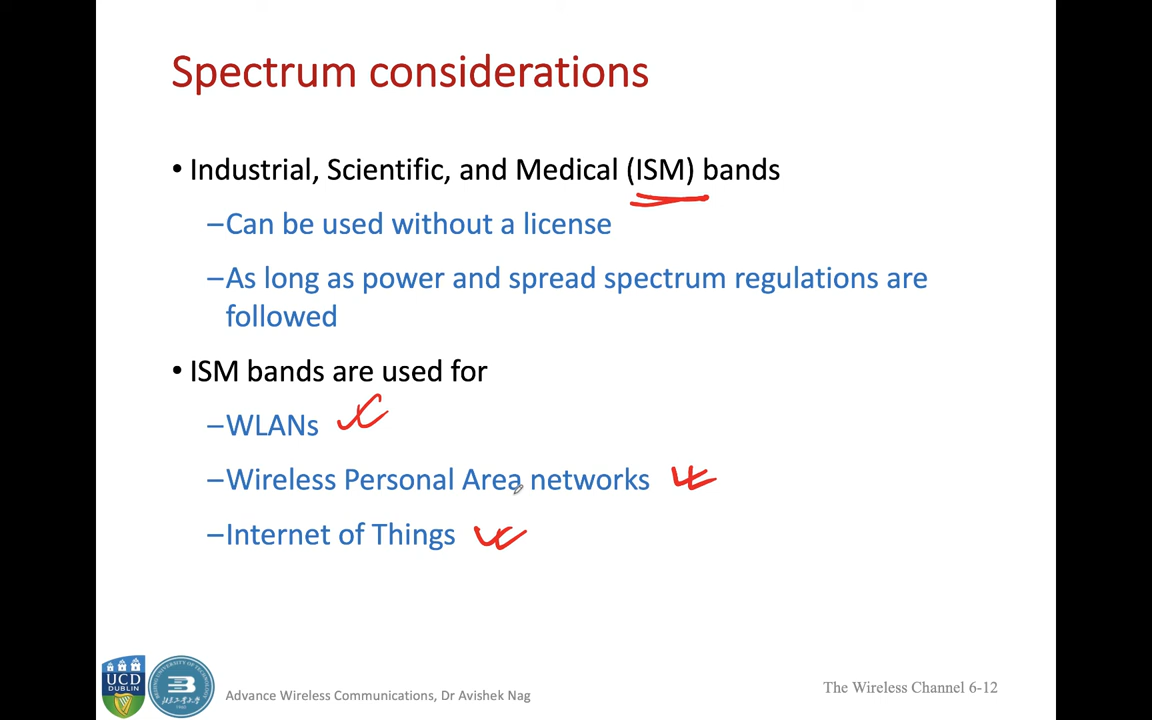 Spectrum considerations
• Industrial, Scientific, and Medical (ISM) bands
–Can be used without a license
–As long as power and spread spectrum regulations are
followed
• ISM bands are used for
–WLANs
–Wireless Personal Area networks
–Internet of Things
UCD
DUBLIN
Advance Wireless Communications, Dr Avishek Nag
The Wireless Channel 6-12